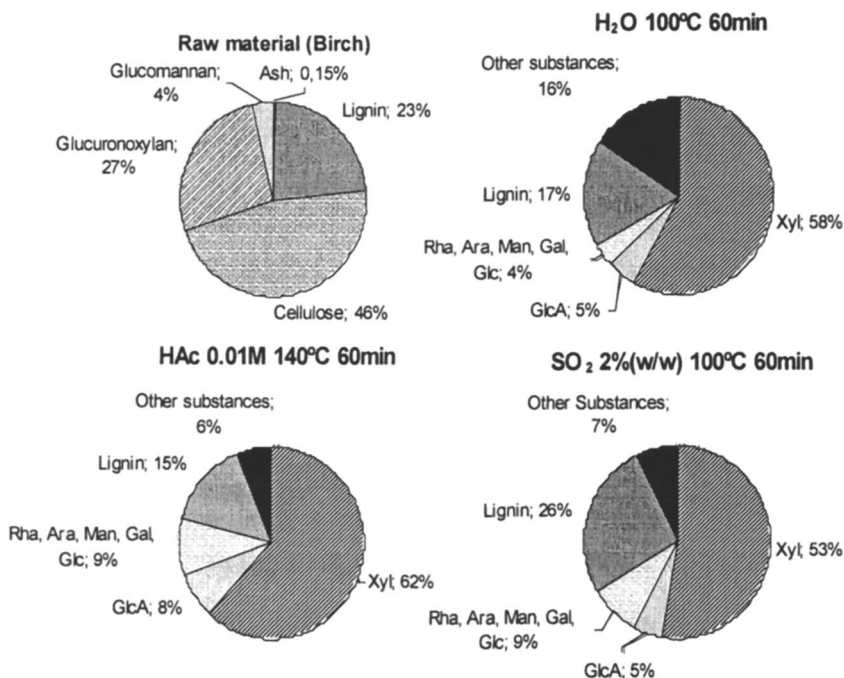 Raw material (Birch)
Glucomannan;
4%
Ash; 0,15%
Lignin; 23%
Glucuronoxylan;
27%
Cellulose; 46%
H₂O 100ºC 60min
Other substances;
16%
Lignin; 17%
Rha, Ara, Man, Gal,
Glc; 4%
GlcA; 5%
Xyl; 58%
HAc 0.01M 140ºC 60min
Other substances;
6%
Lignin; 15%
Rha, Ara, Man, Gal,
Glc; 9%
GlcA; 8%
Xyl; 62%
SO₂ 2%(w/w) 100ºC 60min
Other Substances;
7%
Lignin; 26%
Rha, Ara, Man, Gal,
Glc; 9%
GlcA; 5%
Xyl; 53%